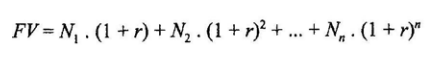 FV = N₁ . (1 + r) + N₂ . (1 + r)² + ... + Nₙ . (1 + r)ⁿ